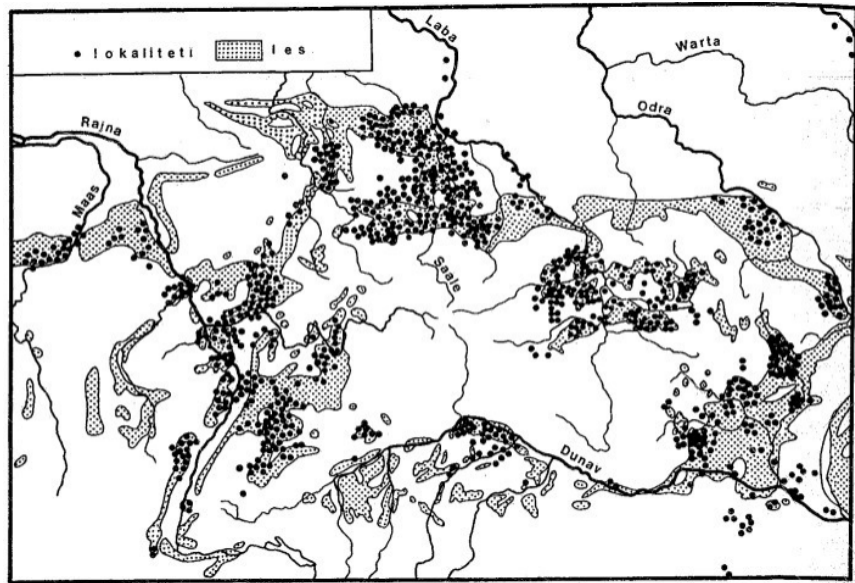 lokaliteti les
Laba
Warta
Odra
Rajna
Maas
Saale
Dunav